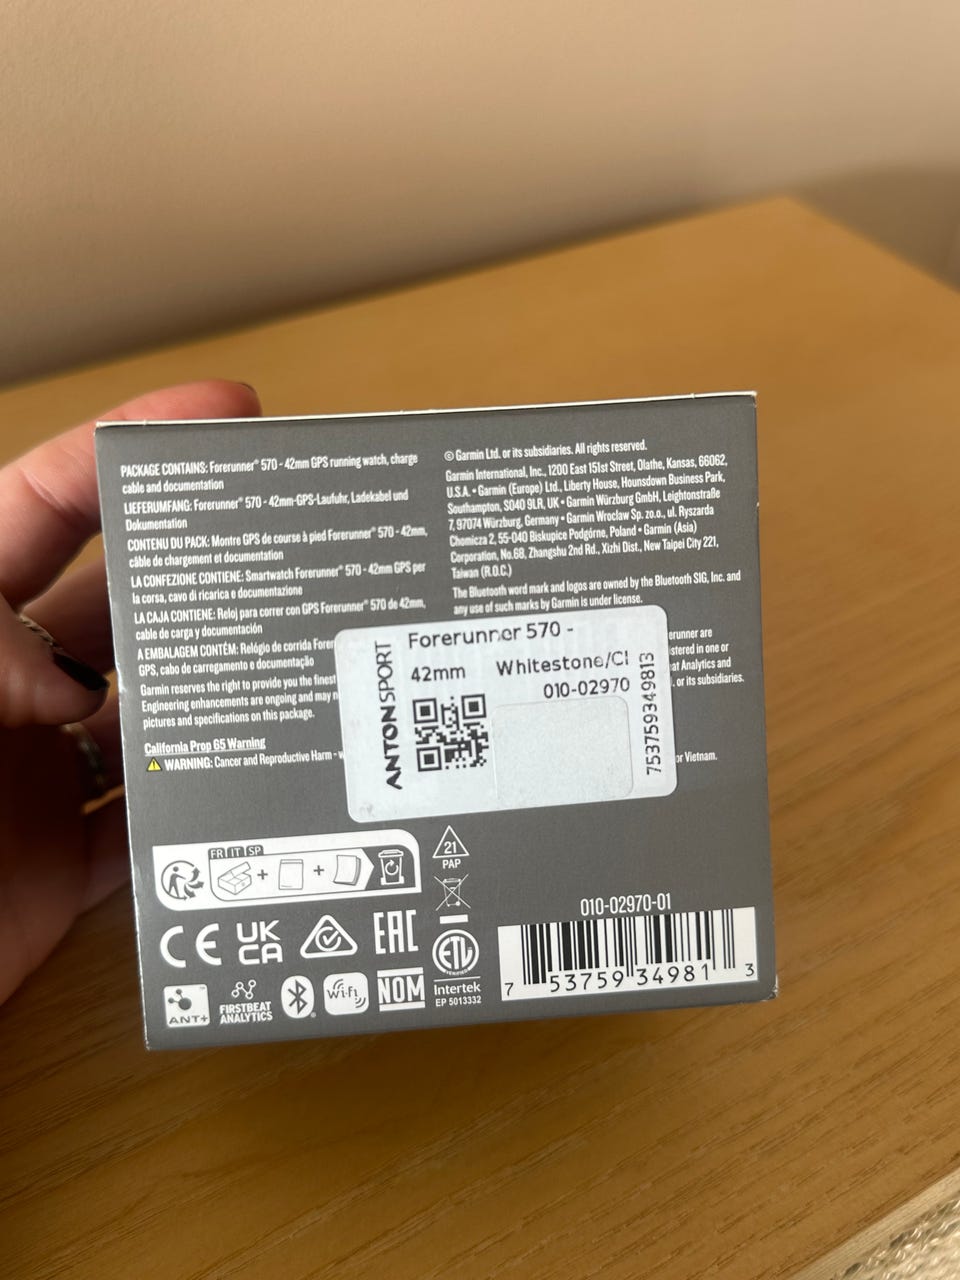 PACKAGE CONTAINS: Forerunner® 570 - 42mm GPS running watch, charge
cable and documentation
LIEFERUMFANG: Forerunner® 570 - 42mm-GPS-Laufuhr, Ladekabel und
Dokumentation
CONTENU DU PACK: Montre GPS de course à pied Forerunner® 570 - 42mm,
câble de chargement et documentation
LA CONFEZIONE CONTIENE: Smartwatch Forerunner® 570 - 42mm GPS per
la corsa, cavo di ricarica e documentazione
LA CAJA CONTIENE: Reloj para correr con GPS Forerunner® 570 de 42mm,
cable de carga y documentación
A EMBALAGEM CONTÉM: Relógio de corrida Forer
GPS, cabo de carregamento e documentação
Garmin reserves the right to provide you the finest
Engineering enhancements are ongoing and may n
pictures and specifications on this package.
California Prop 65 Warning
WARNING: Cancer and Reproductive Harm - w
© Garmin Ltd. or its subsidiaries. All rights reserved.
Garmin International, Inc., 1200 East 151st Street, Olathe, Kansas, 66062,
U.S.A. • Garmin (Europe) Ltd., Liberty House, Hounsdown Business Park,
Southampton, SO40 9LR, UK • Garmin Würzburg GmbH, Leightonstraße
7, 97074 Würzburg, Germany • Garmin Wroclaw Sp. zo.o., ul. Ryszarda
Chomicza 2, 55-040 Biskupice Podgórne, Poland • Garmin (Asia)
Corporation, No.68, Zhangshu 2nd Rd., Xizhi Dist., New Taipei City 221,
Taiwan (R.O.C.)
The Bluetooth word mark and logos are owned by the Bluetooth SIG, Inc. and
any use of such marks by Garmin is under license.
erunner are
stered in one or
at Analytics and
. or its subsidiaries.
or Vietnam.
ANTONSPORT
Forerunner 570 -
42mm Whitestone/Cl
010-02970
753759349813
FR IT SP
21
PAP
CE UK CA EAC
ETL
VERIFIED
Intertek
EP 5013332
ANT+
FIRSTBEAT
ANALYTICS
Wi-Fi
NOM
010-02970-01
7 53759 34981 3